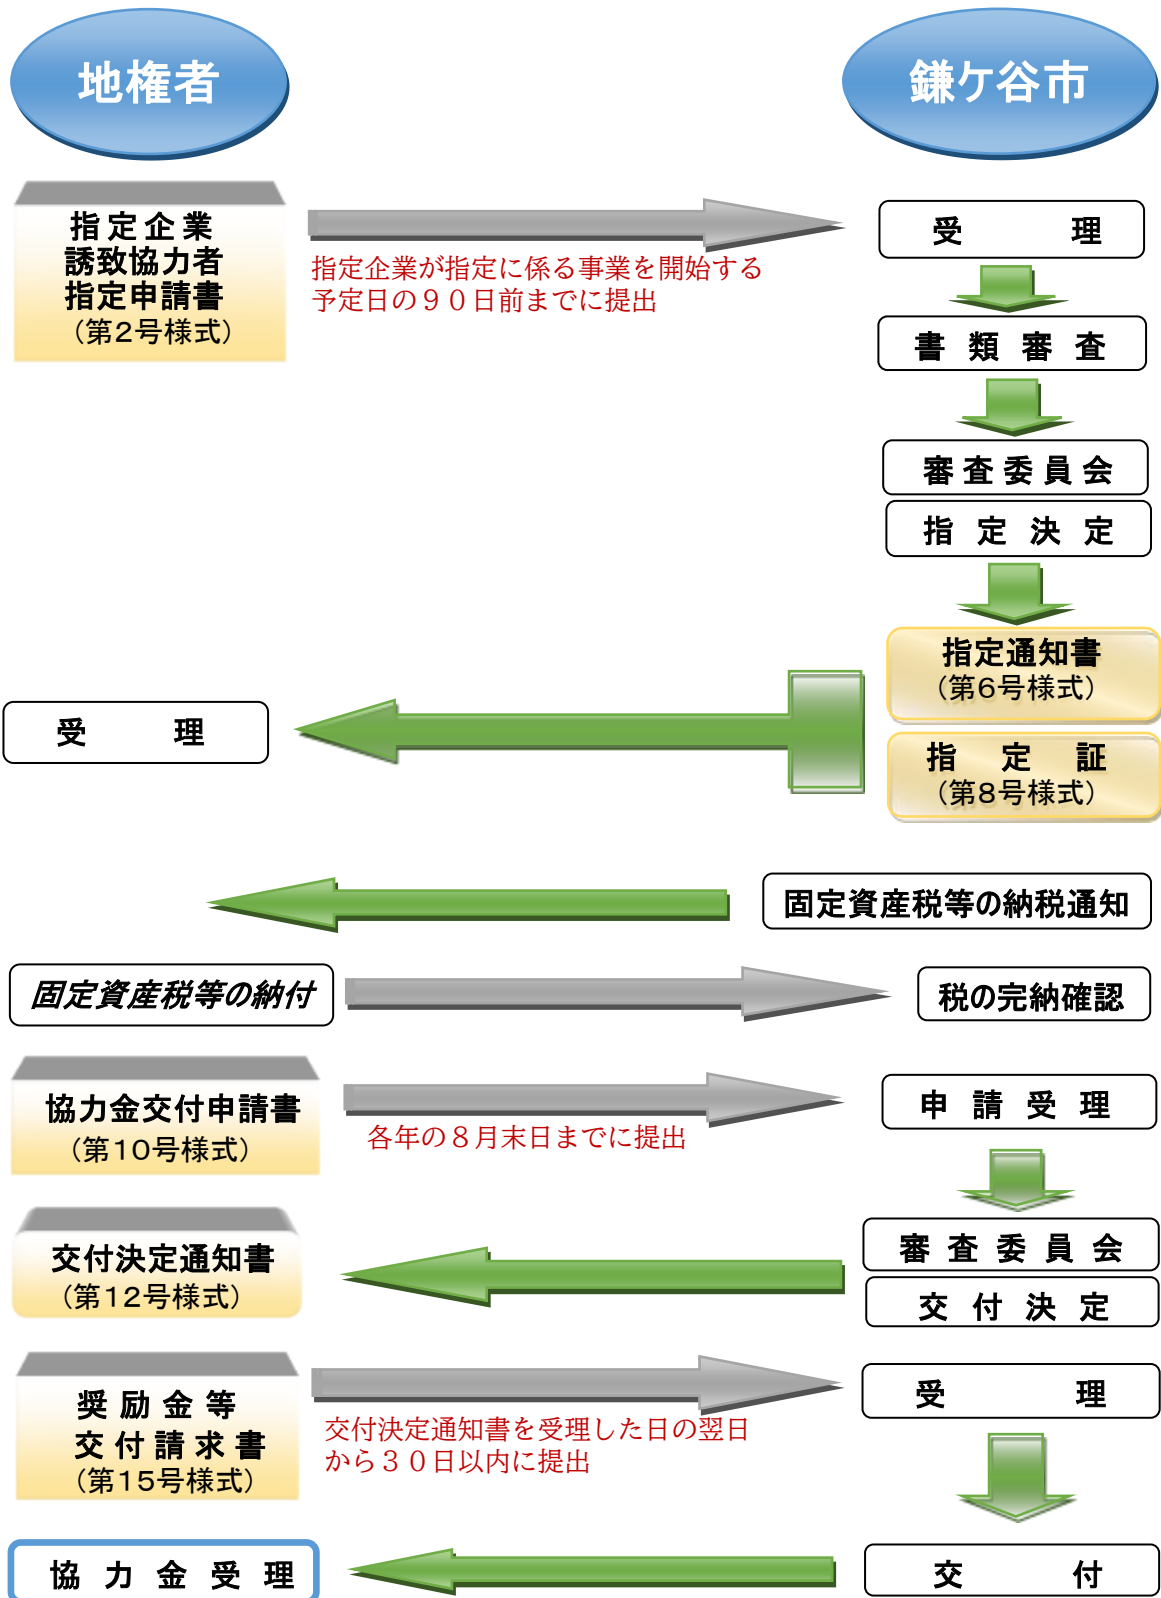 地権者
鎌ケ谷市
指定企業
誘致協力者
指定申請書
（第2号様式）
指定企業が指定に係る事業を開始する
予定日の９０日前までに提出
受　　理
書類審査
審査委員会
指定決定
指定通知書
（第6号様式）
指定証
（第8号様式）
受　　理
固定資産税等の納税通知
固定資産税等の納付
税の完納確認
協力金交付申請書
（第10号様式）
各年の８月末日までに提出
申請受理
審査委員会
交付決定
交付決定通知書
（第12号様式）
奨励金等
交付請求書
（第15号様式）
交付決定通知書を受理した日の翌日
から３０日以内に提出
受　　理
交　　付
協力金受理